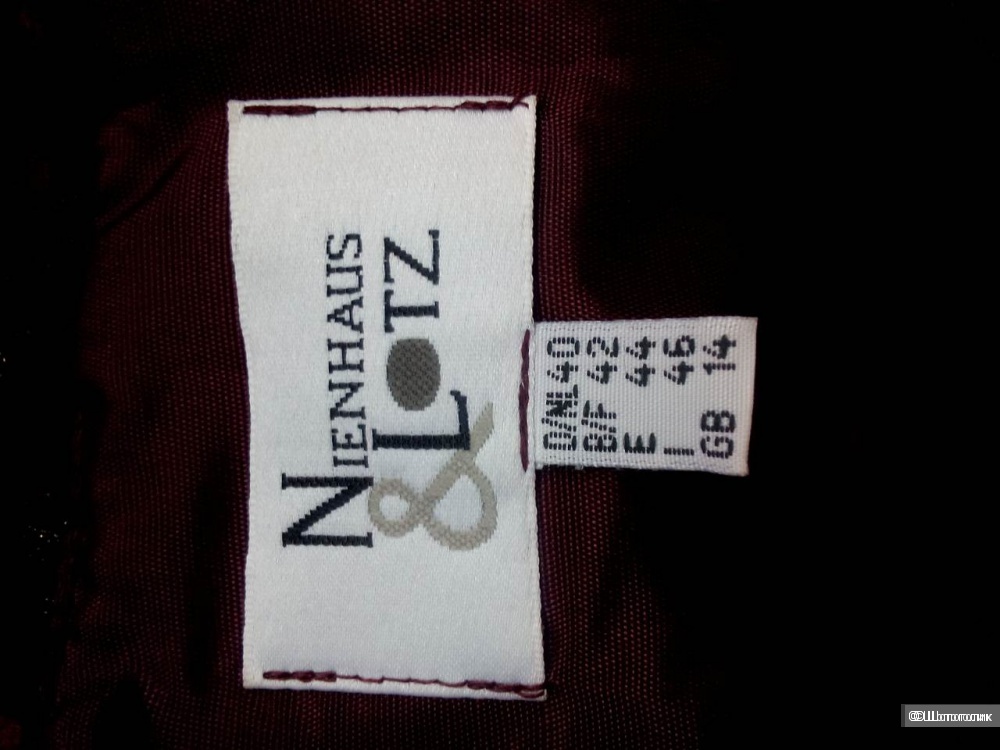 NIENHAUS
& LOTZ
D/NL 40
B/F 42
E 44
I 46
GB 14